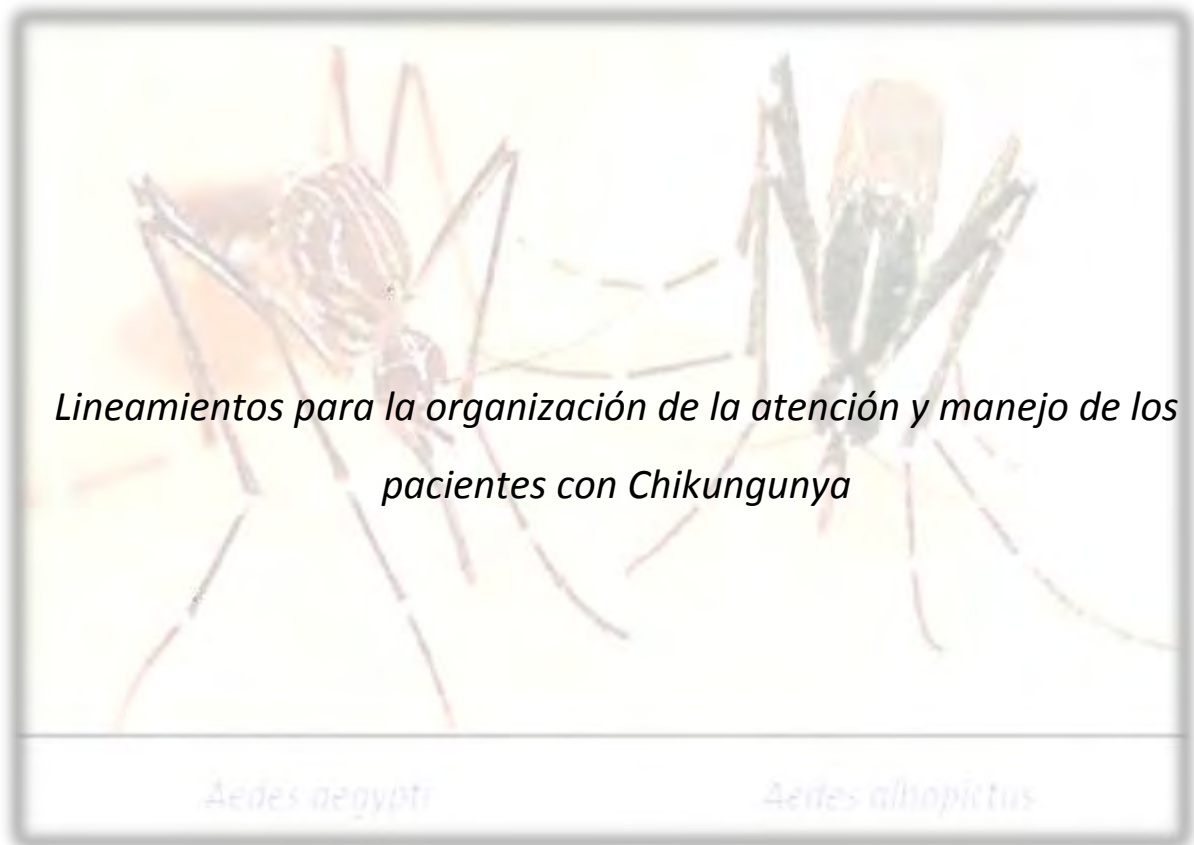 Lineamientos para la organización de la atención y manejo de los
pacientes con Chikungunya
Aedes aegypti
Aedes albopictus